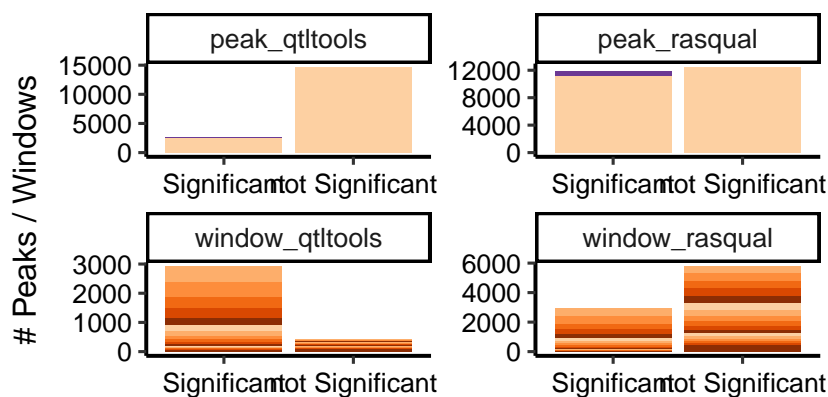 # Peaks / Windows
peak_qtltools
15000
10000
5000
0
Significant not Significant
peak_rasqual
12000
8000
4000
0
Significant not Significant
window_qtltools
3000
2000
1000
0
Significant not Significant
window_rasqual
6000
4000
2000
0
Significant not Significant